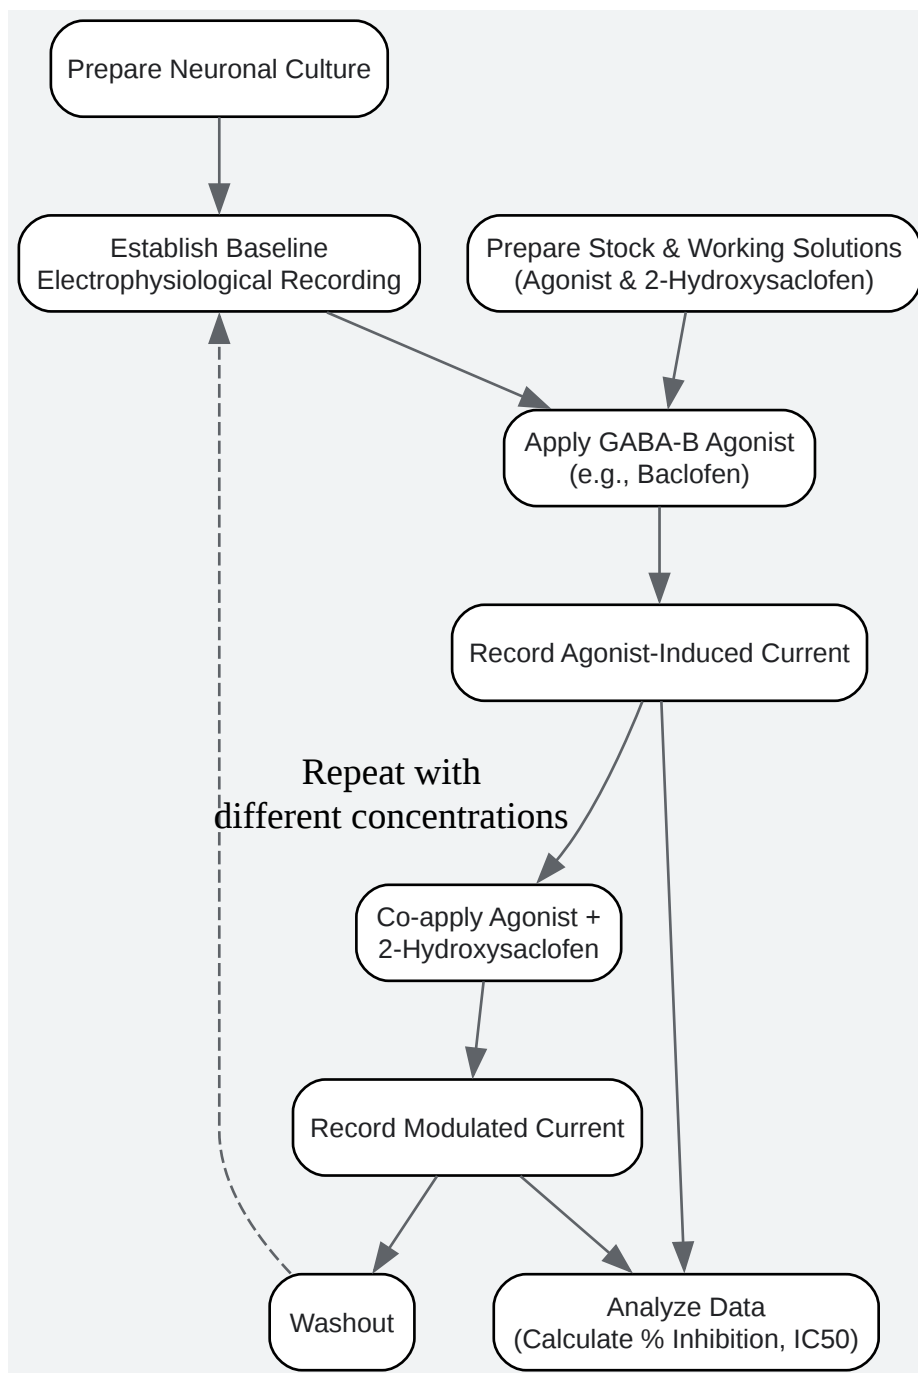 Prepare Neuronal Culture
Establish Baseline
Electrophysiological Recording
Prepare Stock & Working Solutions
(Agonist & 2-Hydroxysaclofen)
Apply GABA-B Agonist
(e.g., Baclofen)
Record Agonist-Induced Current
Repeat with
different concentrations
Co-apply Agonist +
2-Hydroxysaclofen
Record Modulated Current
Washout
Analyze Data
(Calculate % Inhibition, IC50)